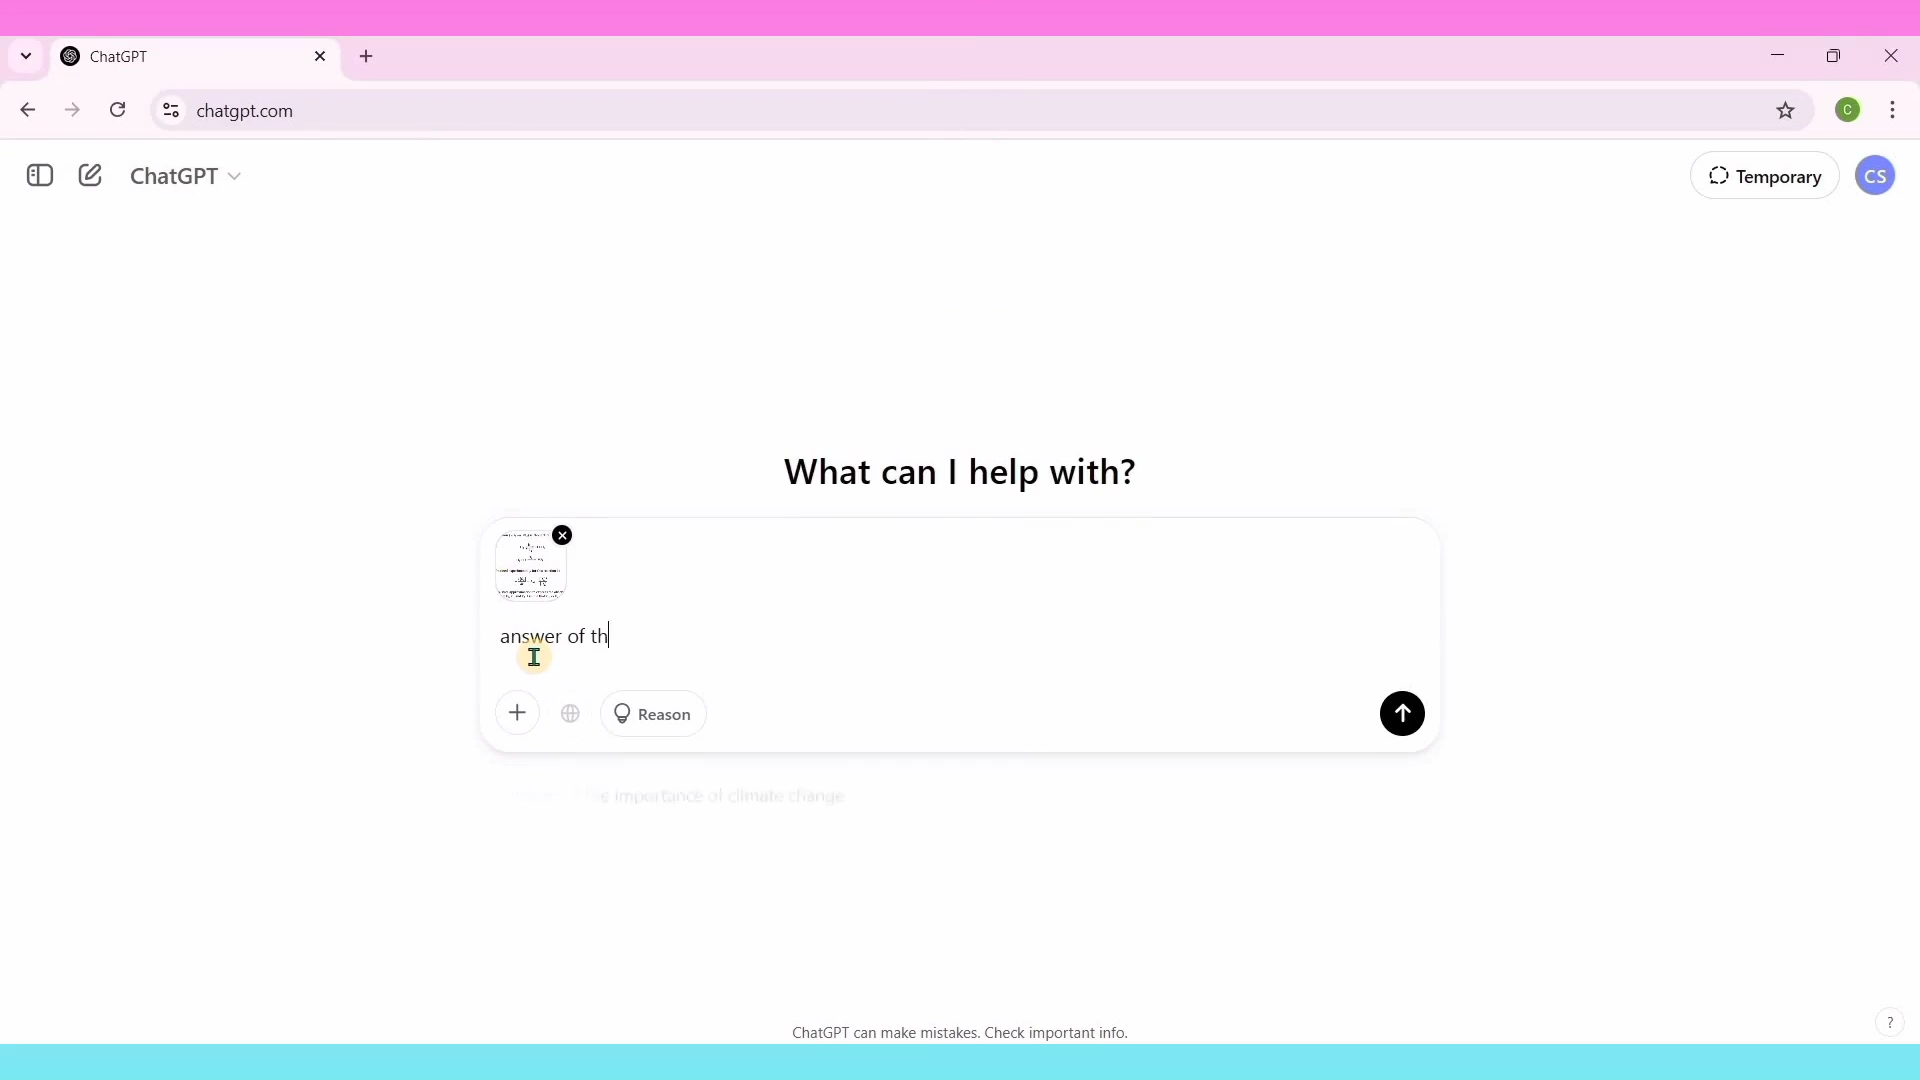 ChatGPT
chatgpt.com
C
ChatGPT
Temporary
CS
What can I help with?
answer of th
Reason
importance of climate change
ChatGPT can make mistakes. Check important info.
?